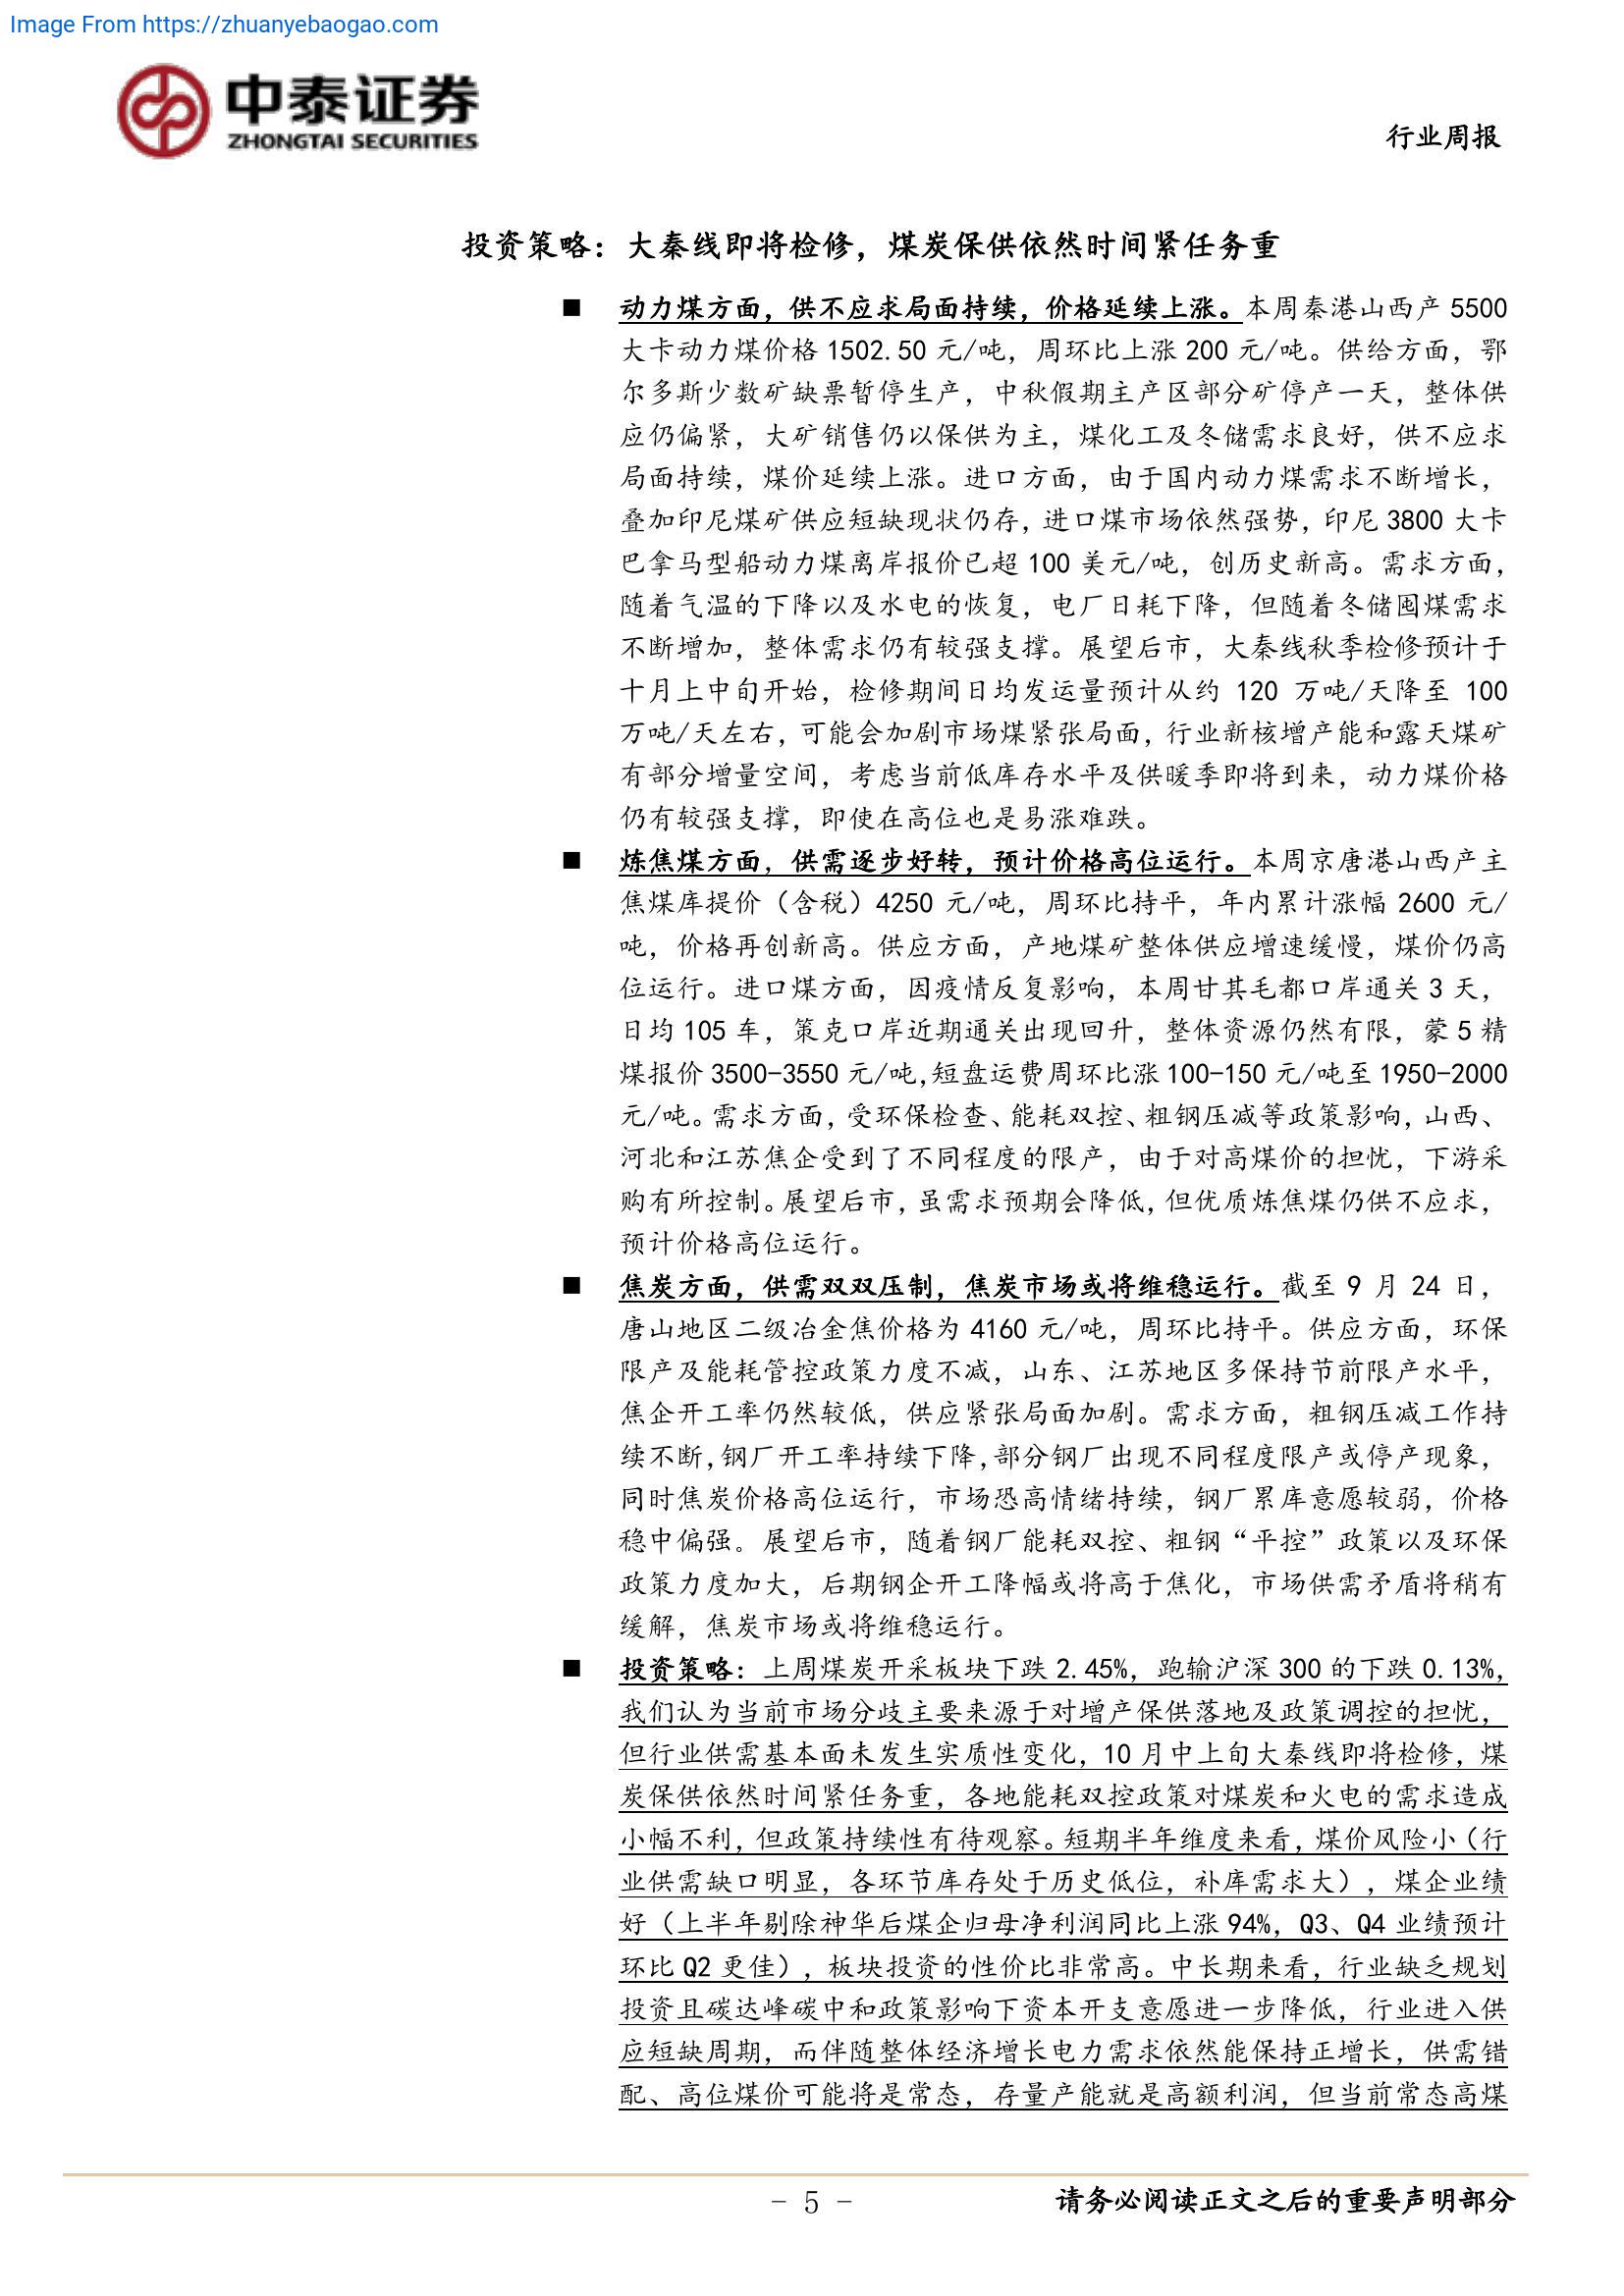 Image From https://zhuanyebaogao.com
中泰证券
ZHONGTAI SECURITIES
行业周报
投资策略：大秦线即将检修，煤炭保供依然时间紧任务重
■ 动力煤方面，供不应求局面持续，价格延续上涨。本周秦港山西产 5500
大卡动力煤价格 1502.50 元/吨，周环比上涨 200 元/吨。供给方面，鄂
尔多斯少数矿缺票暂停生产，中秋假期主产区部分矿停产一天，整体供
应仍偏紧，大矿销售仍以保供为主，煤化工及冬储需求良好，供不应求
局面持续，煤价延续上涨。进口方面，由于国内动力煤需求不断增长，
叠加印尼煤矿供应短缺现状仍存，进口煤市场依然强势，印尼 3800 大卡
巴拿马型船动力煤离岸报价已超 100 美元/吨，创历史新高。需求方面，
随着气温的下降以及水电的恢复，电厂日耗下降，但随着冬储囤煤需求
不断增加，整体需求仍有较强支撑。展望后市，大秦线秋季检修预计于
十月上中旬开始，检修期间日均发运量预计从约 120 万吨/天降至 100
万吨/天左右，可能会加剧市场煤紧张局面，行业新核增产能和露天煤矿
有部分增量空间，考虑当前低库存水平及供暖季即将到来，动力煤价格
仍有较强支撑，即使在高位也是易涨难跌。
■ 炼焦煤方面，供需逐步好转，预计价格高位运行。本周京唐港山西产主
焦煤库提价（含税）4250 元/吨，周环比持平，年内累计涨幅 2600 元/
吨，价格再创新高。供应方面，产地煤矿整体供应增速缓慢，煤价仍高
位运行。进口煤方面，因疫情反复影响，本周甘其毛都口岸通关 3 天，
日均 105 车，策克口岸近期通关出现回升，整体资源仍然有限，蒙 5 精
煤报价 3500-3550 元/吨,短盘运费周环比涨 100-150 元/吨至 1950-2000
元/吨。需求方面，受环保检查、能耗双控、粗钢压减等政策影响，山西、
河北和江苏焦企受到了不同程度的限产，由于对高煤价的担忧，下游采
购有所控制。展望后市，虽需求预期会降低，但优质炼焦煤仍供不应求，
预计价格高位运行。
■ 焦炭方面，供需双双压制，焦炭市场或将维稳运行。截至 9 月 24 日，
唐山地区二级冶金焦价格为 4160 元/吨，周环比持平。供应方面，环保
限产及能耗管控政策力度不减，山东、江苏地区多保持节前限产水平，
焦企开工率仍然较低，供应紧张局面加剧。需求方面，粗钢压减工作持
续不断,钢厂开工率持续下降,部分钢厂出现不同程度限产或停产现象，
同时焦炭价格高位运行，市场恐高情绪持续，钢厂累库意愿较弱，价格
稳中偏强。展望后市，随着钢厂能耗双控、粗钢“平控”政策以及环保
政策力度加大，后期钢企开工降幅或将高于焦化，市场供需矛盾将稍有
缓解，焦炭市场或将维稳运行。
■ 投资策略：上周煤炭开采板块下跌 2.45%，跑输沪深 300 的下跌 0.13%，
我们认为当前市场分歧主要来源于对增产保供落地及政策调控的担忧，
但行业供需基本面未发生实质性变化，10 月中上旬大秦线即将检修，煤
炭保供依然时间紧任务重，各地能耗双控政策对煤炭和火电的需求造成
小幅不利，但政策持续性有待观察。短期半年维度来看，煤价风险小（行
业供需缺口明显，各环节库存处于历史低位，补库需求大），煤企业绩
好（上半年剔除神华后煤企归母净利润同比上涨 94%，Q3、Q4 业绩预计
环比 Q2 更佳），板块投资的性价比非常高。中长期来看，行业缺乏规划
投资且碳达峰碳中和政策影响下资本开支意愿进一步降低，行业进入供
应短缺周期，而伴随整体经济增长电力需求依然能保持正增长，供需错
配、高位煤价可能将是常态，存量产能就是高额利润，但当前常态高煤
- 5 -
请务必阅读正文之后的重要声明部分